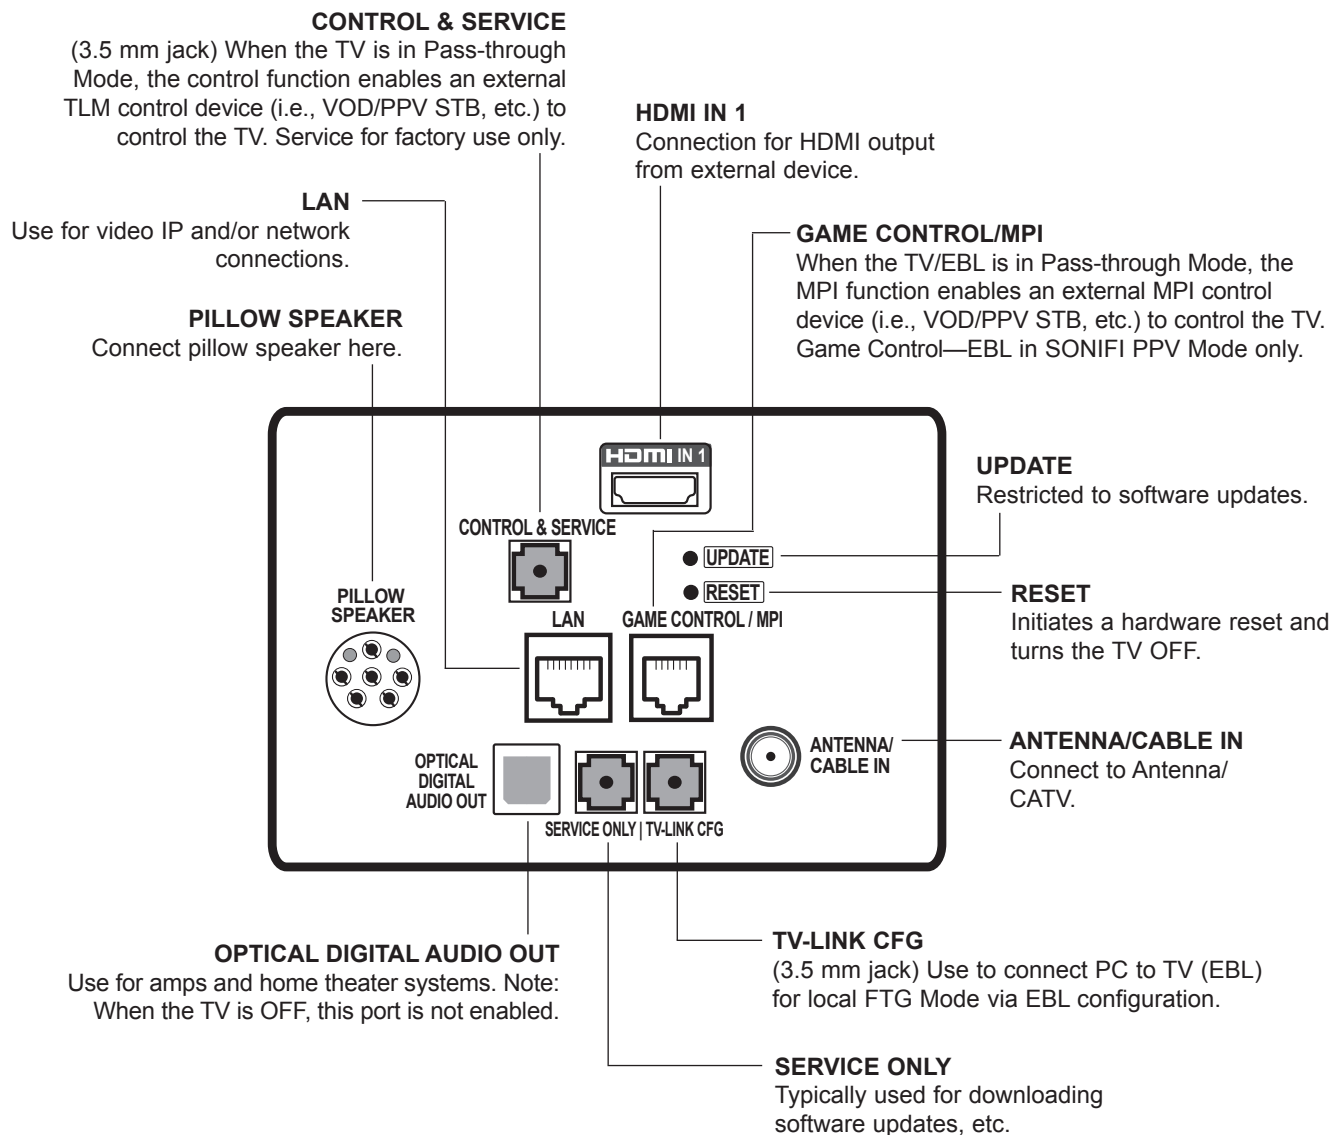 CONTROL & SERVICE
(3.5 mm jack) When the TV is in Pass-through
Mode, the control function enables an external
TLM control device (i.e., VOD/PPV STB, etc.) to
control the TV. Service for factory use only.
HDMI IN 1
Connection for HDMI output
from external device.
LAN
Use for video IP and/or network
connections.
GAME CONTROL/MPI
When the TV/EBL is in Pass-through Mode, the
MPI function enables an external MPI control
device (i.e., VOD/PPV STB, etc.) to control the TV.
Game Control—EBL in SONIFI PPV Mode only.
PILLOW SPEAKER
Connect pillow speaker here.
HDMI IN 1
UPDATE
Restricted to software updates.
CONTROL & SERVICE
UPDATE
RESET
RESET
Initiates a hardware reset and
turns the TV OFF.
PILLOW
SPEAKER
LAN
GAME CONTROL / MPI
ANTENNA/
CABLE IN
ANTENNA/CABLE IN
Connect to Antenna/
CATV.
OPTICAL
DIGITAL
AUDIO OUT
SERVICE ONLY | TV-LINK CFG
OPTICAL DIGITAL AUDIO OUT
Use for amps and home theater systems. Note:
When the TV is OFF, this port is not enabled.
TV-LINK CFG
(3.5 mm jack) Use to connect PC to TV (EBL)
for local FTG Mode via EBL configuration.
SERVICE ONLY
Typically used for downloading
software updates, etc.